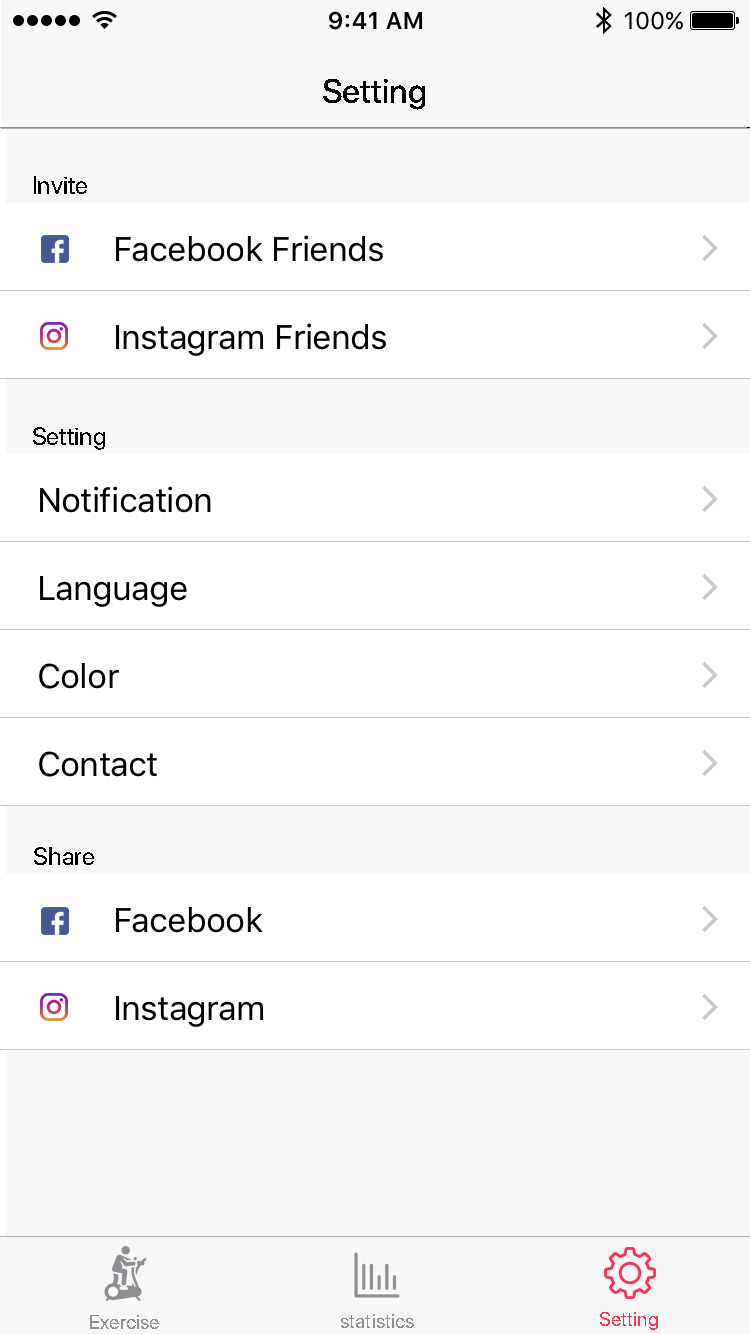 9:41 AM 100%
Setting
Invite
Facebook Friends
Instagram Friends
Setting
Notification
Language
Color
Contact
Share
Facebook
Instagram
Exercise statistics Setting